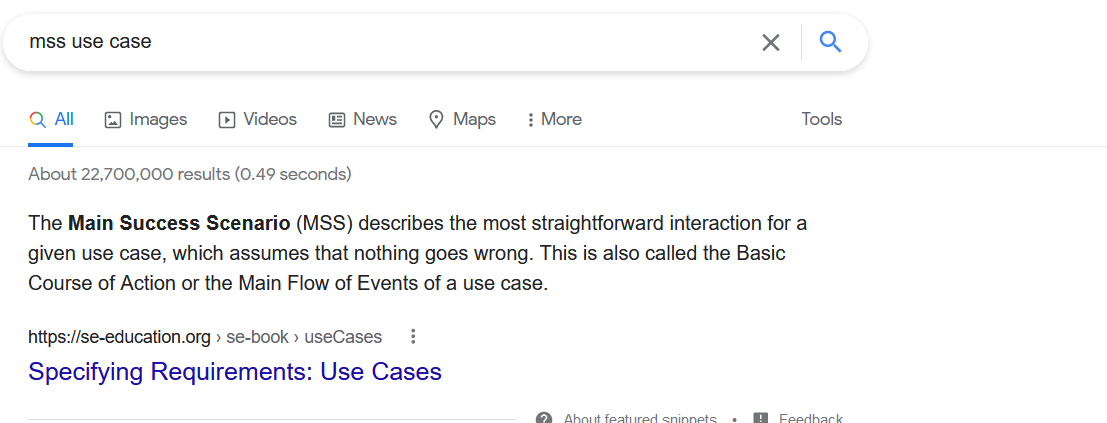 mss use case
All Images Videos News Maps More Tools
About 22,700,000 results (0.49 seconds)
The Main Success Scenario (MSS) describes the most straightforward interaction for a
given use case, which assumes that nothing goes wrong. This is also called the Basic
Course of Action or the Main Flow of Events of a use case.
https://se-education.org › se-book › useCases
Specifying Requirements: Use Cases
About featured snippets • Feedback